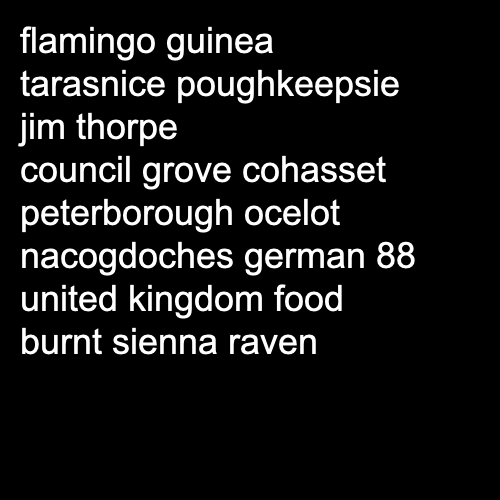 flamingo guinea
tarasnice poughkeepsie
jim thorpe
council grove cohasset
peterborough ocelot
nacogdoches german 88
united kingdom food
burnt sienna raven